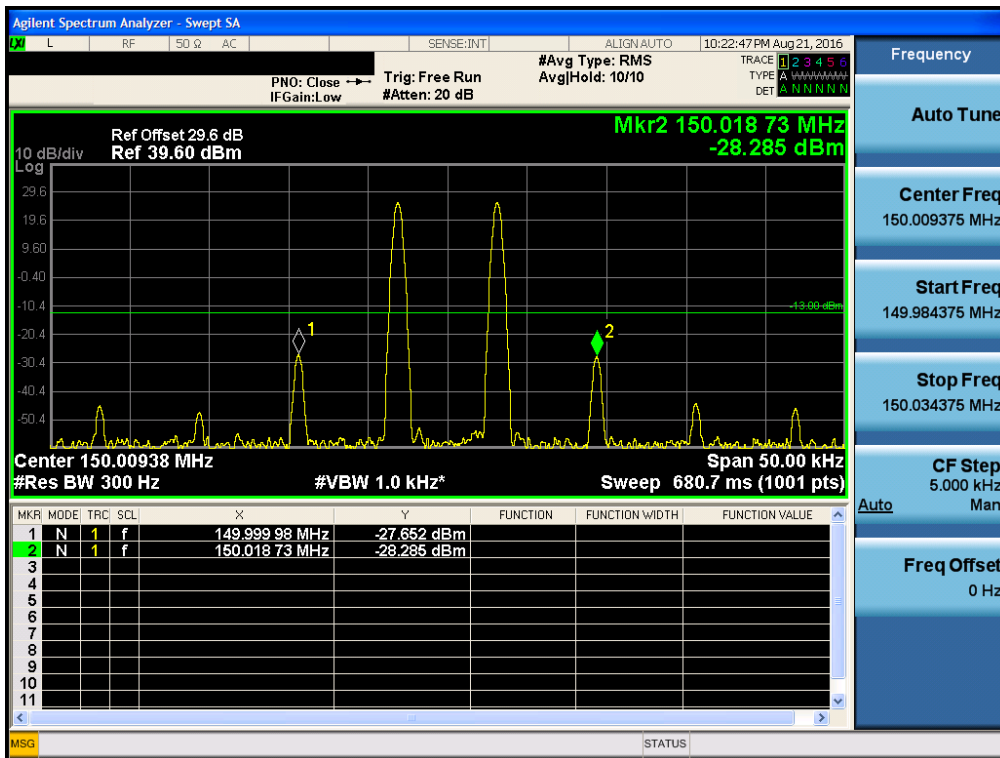 Agilent Spectrum Analyzer - Swept SA
LXI L RF 50 Ω AC SENSE:INT ALIGN AUTO 10:22:47 PM Aug 21, 2016
#Avg Type: RMS TRACE 1 2 3 4 5 6
PNO: Close Trig: Free Run Avg|Hold: 10/10 TYPE A WWWWW
IFGain:Low #Atten: 20 dB DET A N N N N N
Mkr2 150.018 73 MHz
Ref Offset 29.6 dB
10 dB/div Ref 39.60 dBm -28.285 dBm
Log
29.6
19.6
9.60
-0.40
-10.4 -13.00 dBm
-20.4 1 2
-30.4
-40.4
-50.4
Center 150.00938 MHz Span 50.00 kHz
#Res BW 300 Hz #VBW 1.0 kHz* Sweep 680.7 ms (1001 pts)
MKR MODE TRC SCL X Y FUNCTION FUNCTION WIDTH FUNCTION VALUE
1 N 1 f 149.999 98 MHz -27.652 dBm
2 N 1 f 150.018 73 MHz -28.285 dBm
3
4
5
6
7
8
9
10
11
MSG STATUS
Frequency
Auto Tune
Center Freq
150.009375 MHz
Start Freq
149.984375 MHz
Stop Freq
150.034375 MHz
CF Step
5.000 kHz
Auto Man
Freq Offset
0 Hz